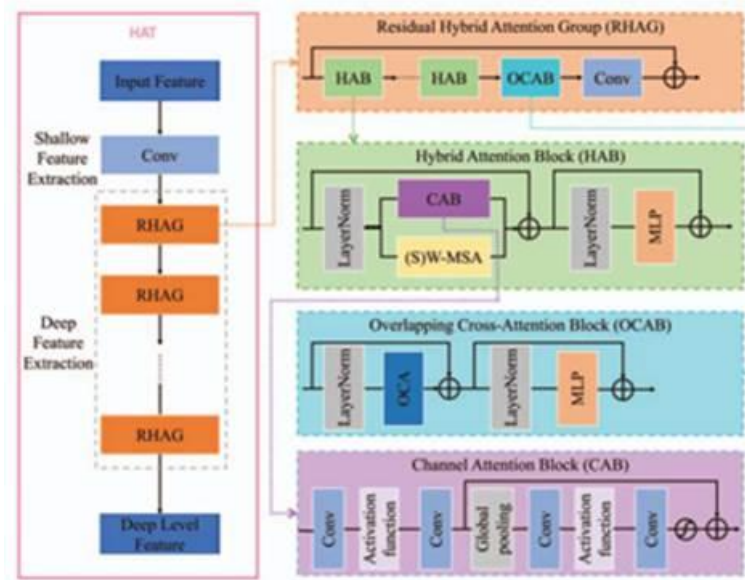 HAT
Input Feature
Shallow
Feature
Extraction
Conv
RHAG
RHAG
Deep
Feature
Extraction
RHAG
Deep Level
Feature
Residual Hybrid Attention Group (RHAG)
HAB
HAB
OCAB
Conv
Hybrid Attention Block (HAB)
LayerNorm
CAB
(S)W-MSA
LayerNorm
MLP
Overlapping Cross-Attention Block (OCAB)
LayerNorm
OCA
LayerNorm
MLP
Channel Attention Block (CAB)
Conv
Activation
function
Conv
Global
pooling
Conv
Activation
function
Conv